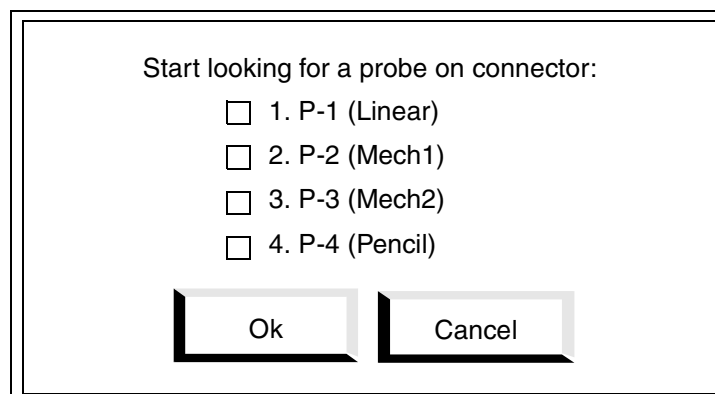 Start looking for a probe on connector:
1. P-1 (Linear)
2. P-2 (Mech1)
3. P-3 (Mech2)
4. P-4 (Pencil)
Ok Cancel